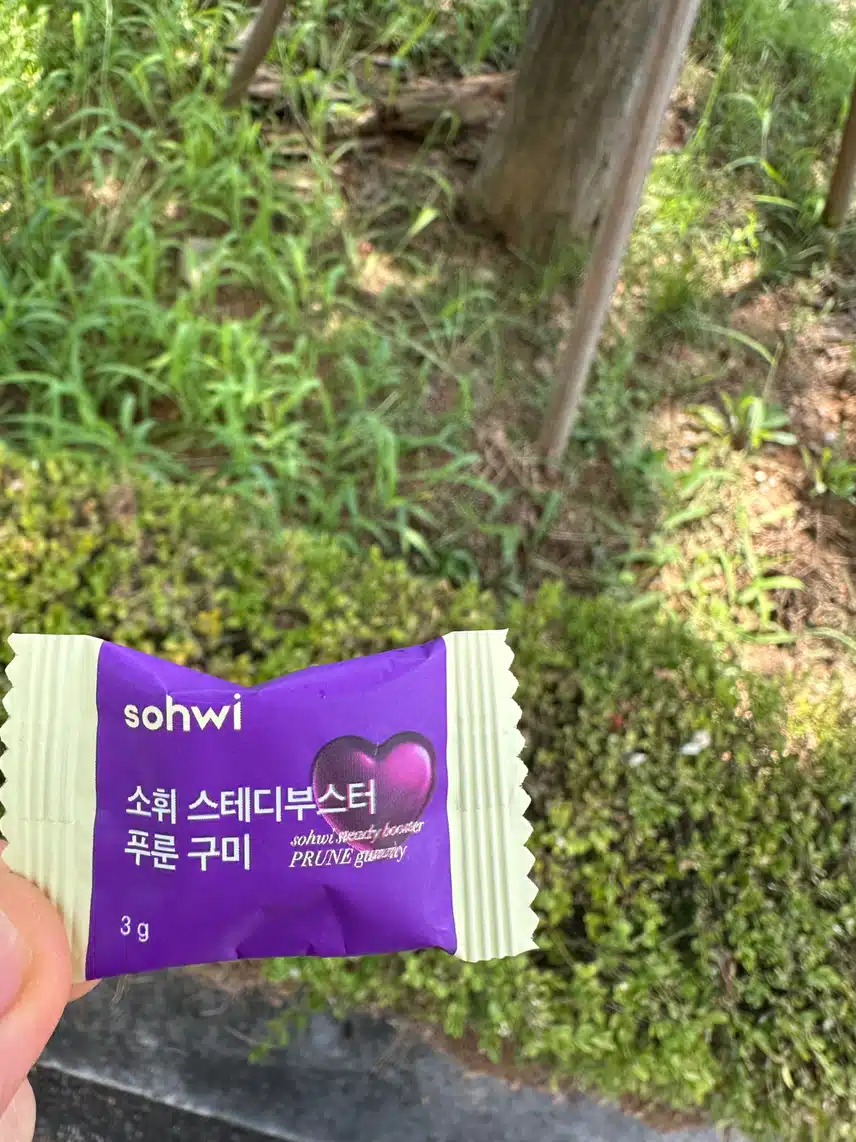 sohwi
소휘 스테디부스터
푸룬 구미
sohwi steady booster
PRUNE gummy
3 g